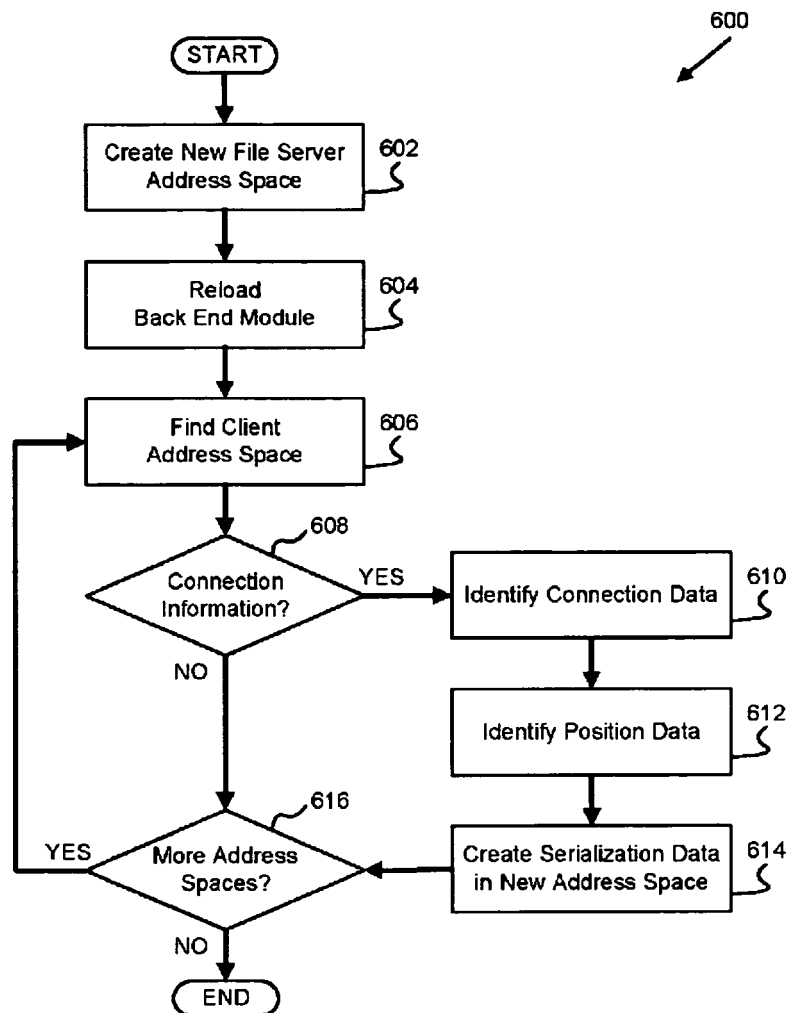 600
START
Create New File Server
Address Space
602
Reload
Back End Module
604
Find Client
Address Space
606
608
Connection
Information?
YES
NO
Identify Connection Data
610
Identify Position Data
612
Create Serialization Data
in New Address Space
614
616
More Address
Spaces?
YES
NO
END